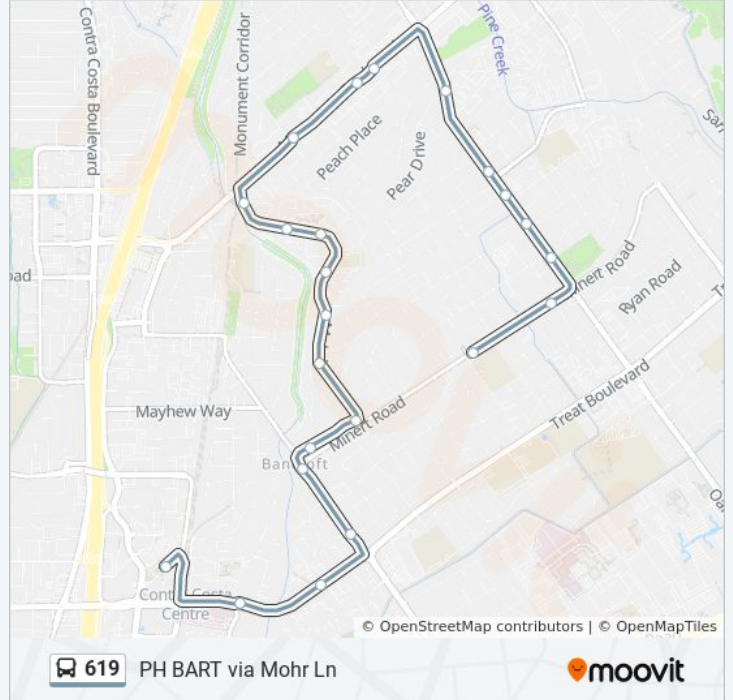 Contra Costa Boulevard
Monument Corridor
Pine Creek
Peach Place
Pear Drive
Minert Road
Ryan Road
Mayhew Way
Treat Boulevard
Minert Road
Contra Costa
Centre
© OpenStreetMap contributors | © OpenMapTiles
619 PH BART via Mohr Ln
moovit